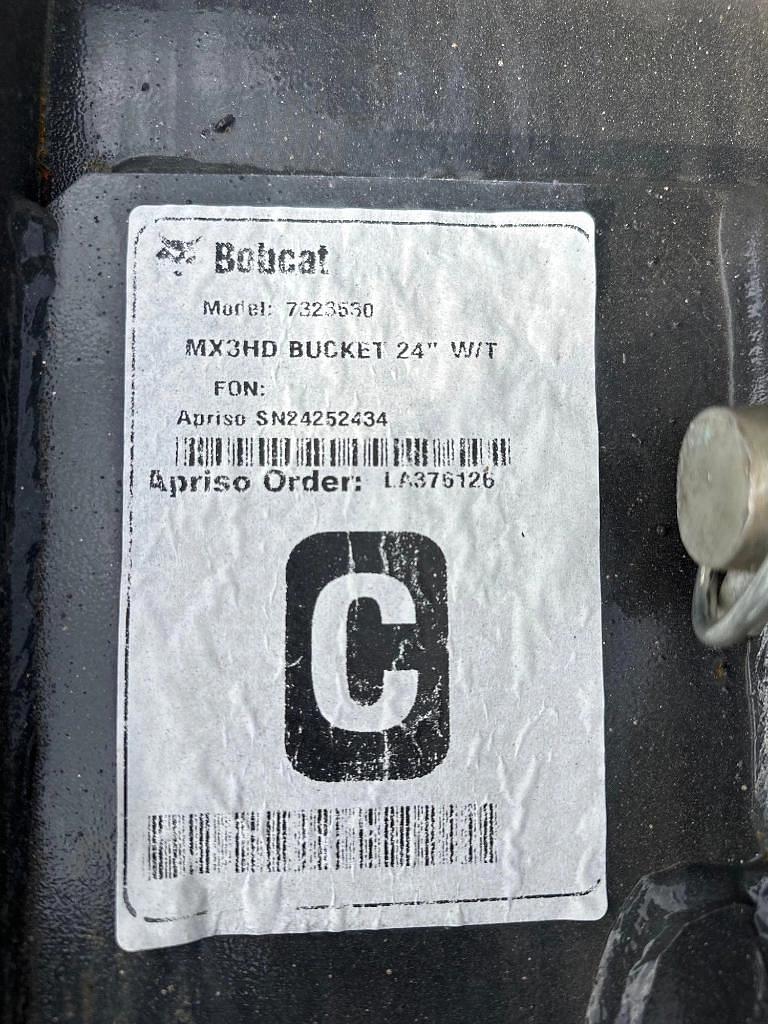 Bobcat
Model: 7323530
MX3HD BUCKET 24" W/T
FON:
Apriso SN24252434
Apriso Order: LA376126
C